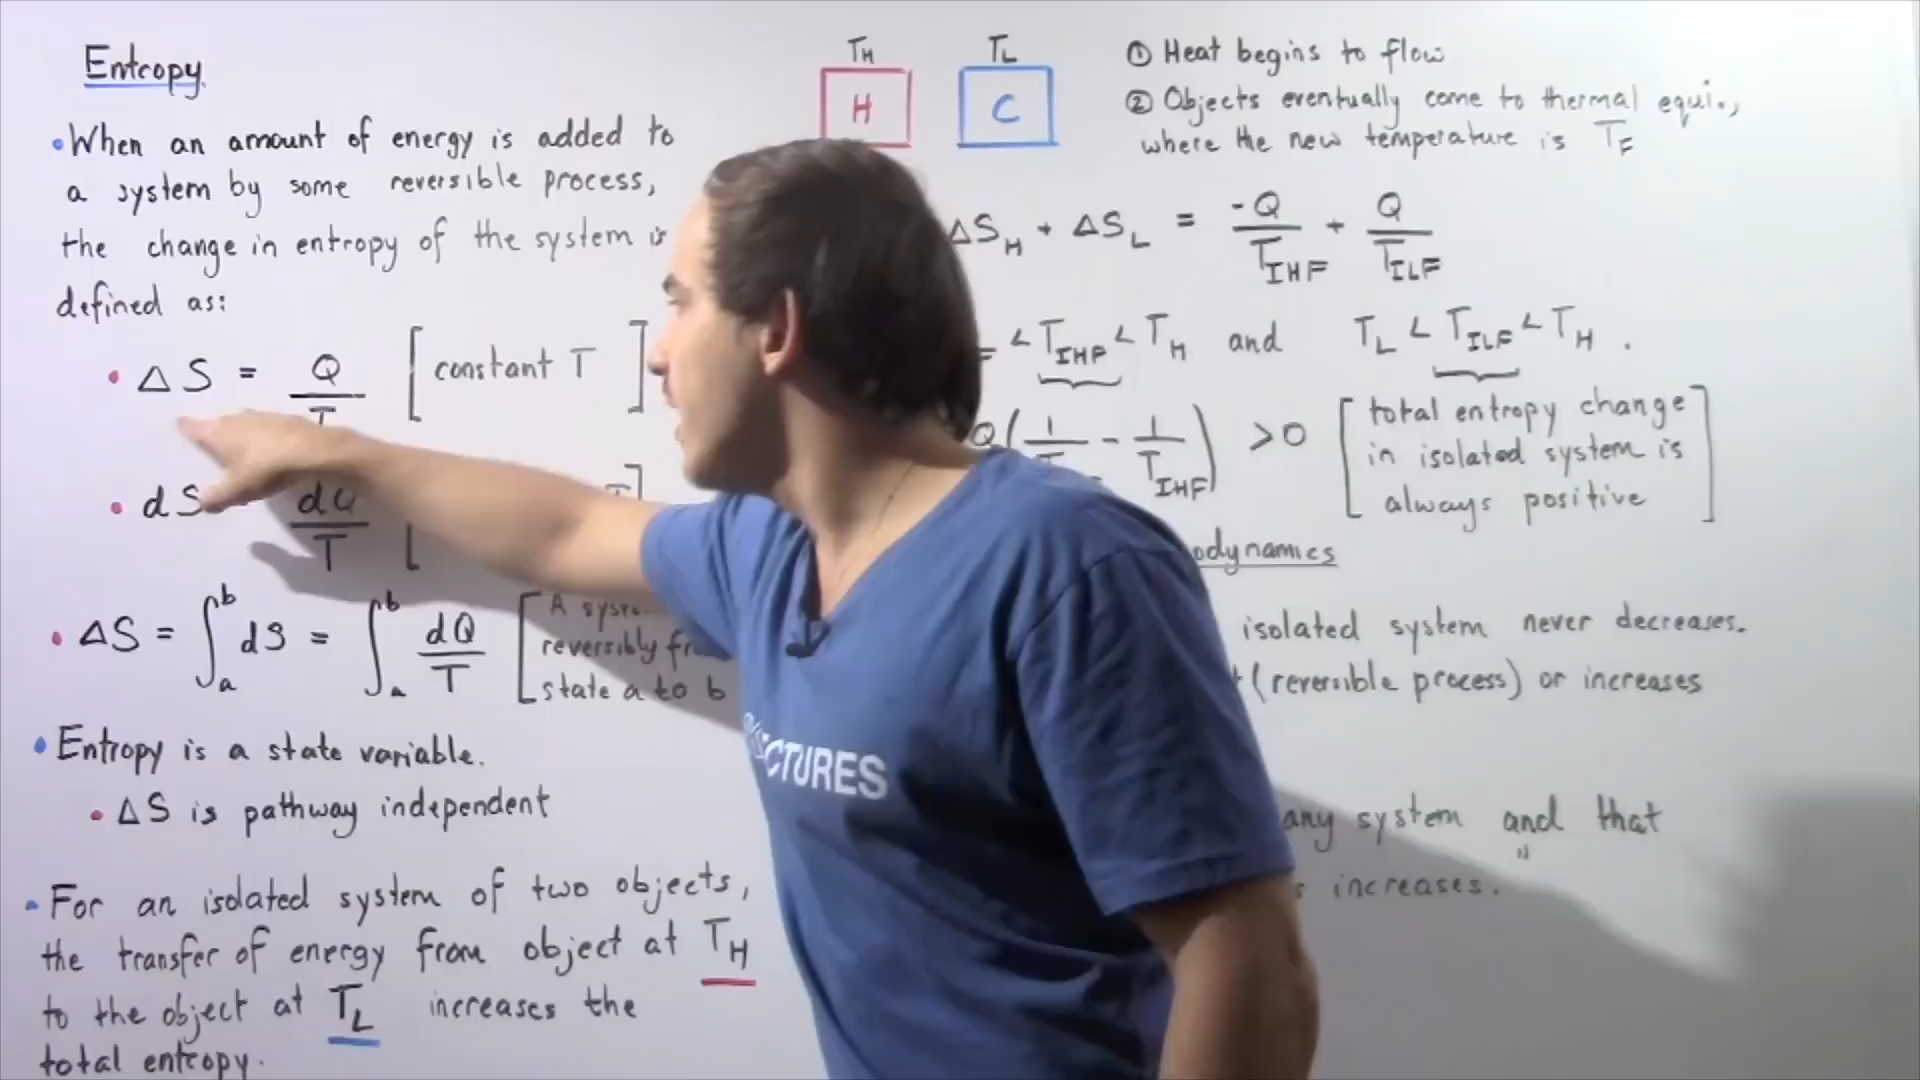 Entropy
• When an amount of energy is added to
a system by some reversible process,
the change in entropy of the system is
defined as:
• ΔS = Q/T [constant T]
• dS = dQ/T [ T]
• ΔS = ∫ₐᵇ dS = ∫ₐᵇ dQ/T [A
reversibly
state a to b
• Entropy is a state variable.
• ΔS is pathway independent
• For an isolated system of two objects,
the transfer of energy from object at T_H
to the object at T_L increases the
total entropy.
T_H T_L
H C
① Heat begins to flow
② Objects eventually come to thermal equi.,
where the new temperature is T_F
ΔS_H + ΔS_L = -Q/T_IHF + Q/T_ILF
< T_IHF < T_H and T_L < T_ILF < T_H .
Q(1/T - 1/T_IHF) > 0 [total entropy change
in isolated system is
always positive]
odynamics
isolated system never decreases.
(reversible process) or increases
any system and that
increases.
CTURES